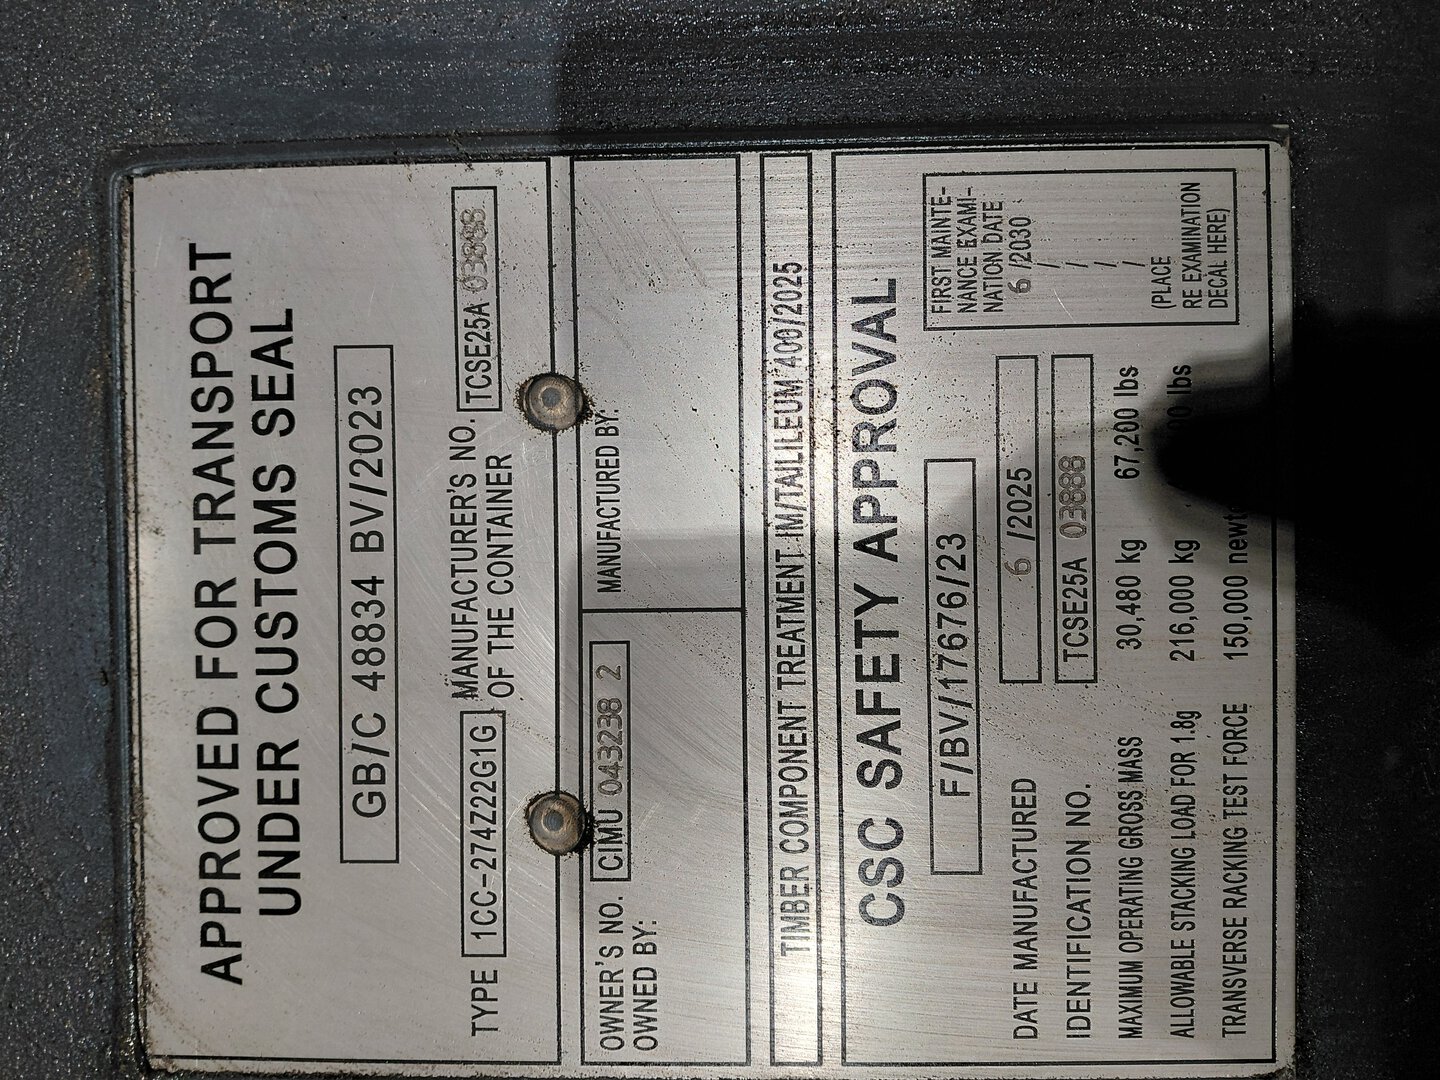 APPROVED FOR TRANSPORT
UNDER CUSTOMS SEAL
GB/C 48834 BV/2023
TYPE 1CC-274Z22G1G MANUFACTURER'S NO. OF THE CONTAINER TCSE25A 03888
OWNER'S NO. CIMU 043238 2
OWNED BY:
MANUFACTURED BY:
TIMBER COMPONENT TREATMENT: IM/TAILILEUM 400/2025
CSC SAFETY APPROVAL
F/BV/17676/23
DATE MANUFACTURED 6 /2025
IDENTIFICATION NO. TCSE25A 03888
MAXIMUM OPERATING GROSS MASS 30,480 kg 67,200 lbs
ALLOWABLE STACKING LOAD FOR 1.8g 216,000 kg lbs
TRANSVERSE RACKING TEST FORCE 150,000
FIRST MAINTE-
NANCE EXAMI-
NATION DATE
6 /2030
/
/
/
/
(PLACE
RE EXAMINATION
DECAL HERE)